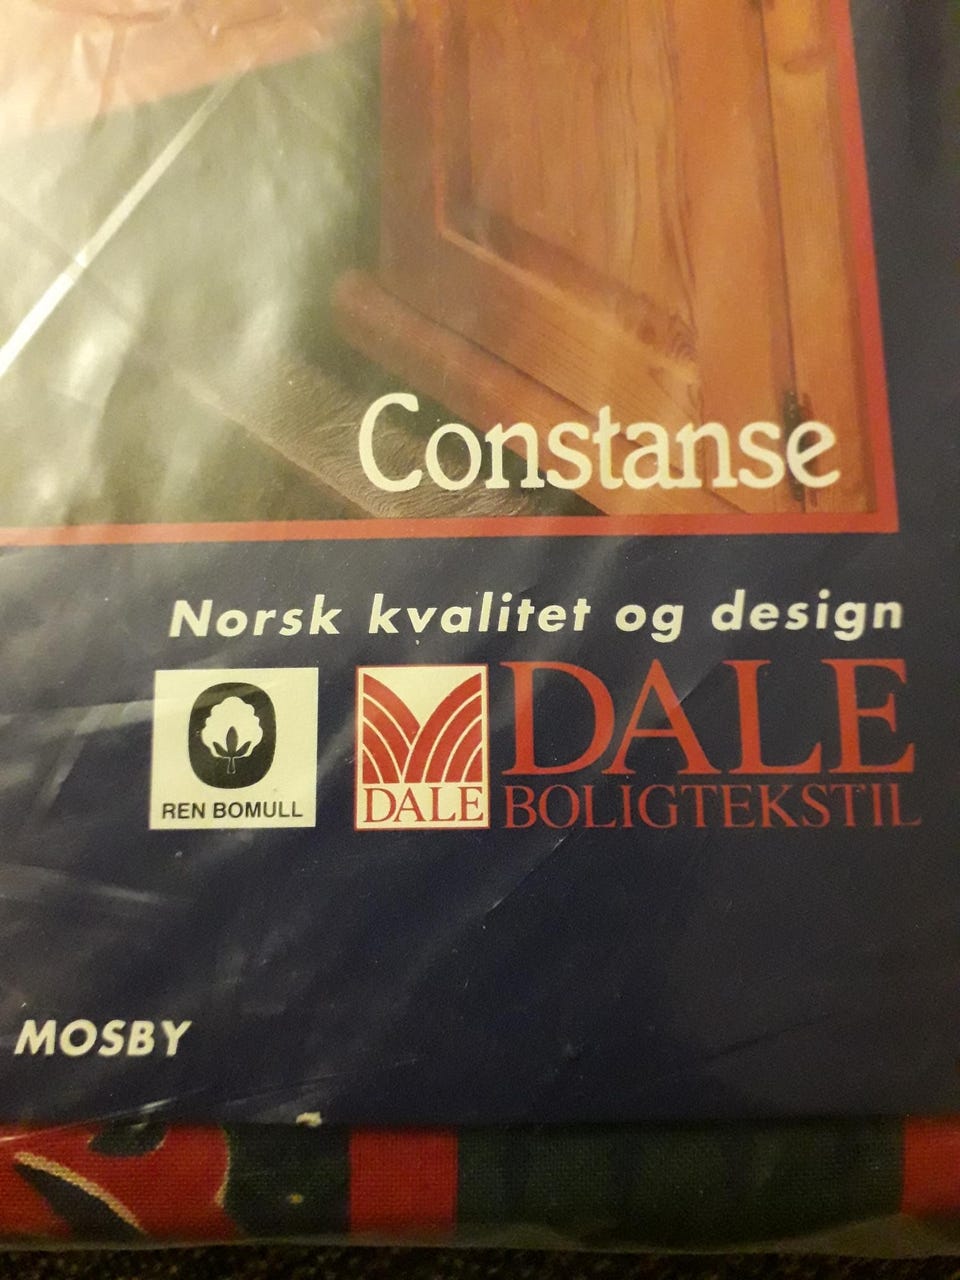 Constanse
Norsk kvalitet og design
REN BOMULL
DALE
DALE
BOLIGTEKSTIL
MOSBY